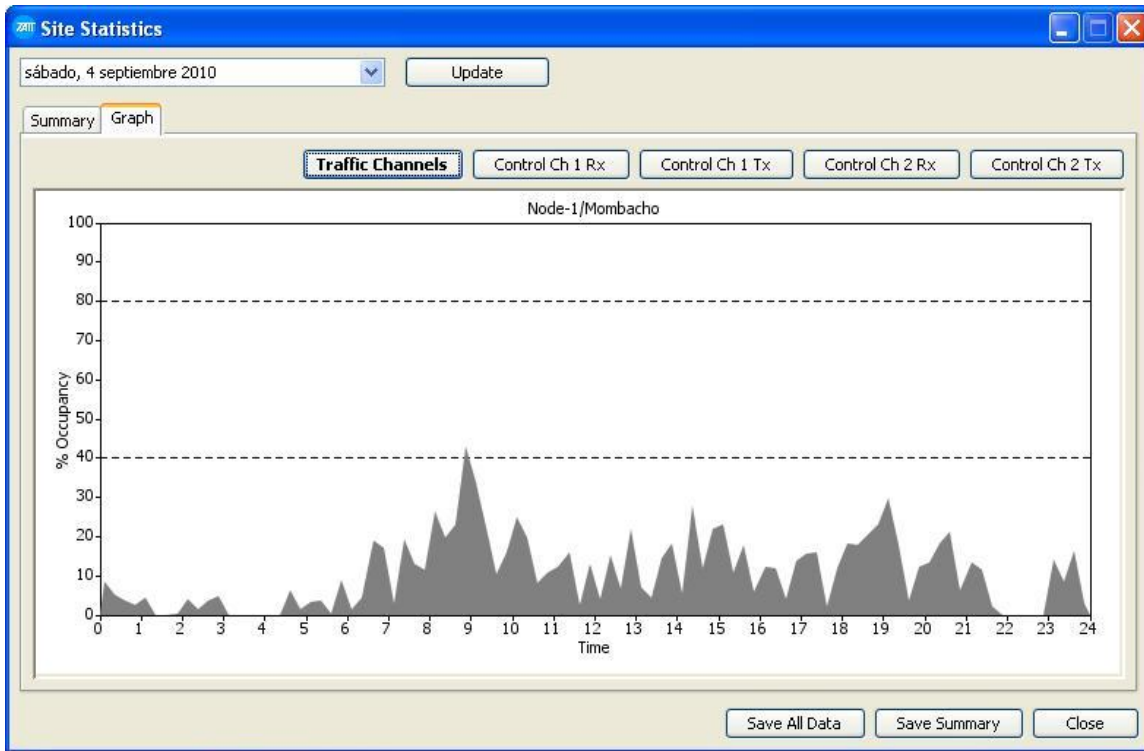 TAIT Site Statistics
sábado, 4 septiembre 2010 Update
Summary Graph
Traffic Channels Control Ch 1 Rx Control Ch 1 Tx Control Ch 2 Rx Control Ch 2 Tx
Node-1/Mombacho
100
90
80
70
60
50
40
30
20
10
0
% Occupancy
0 1 2 3 4 5 6 7 8 9 10 11 12 13 14 15 16 17 18 19 20 21 22 23 24
Time
Save All Data Save Summary Close